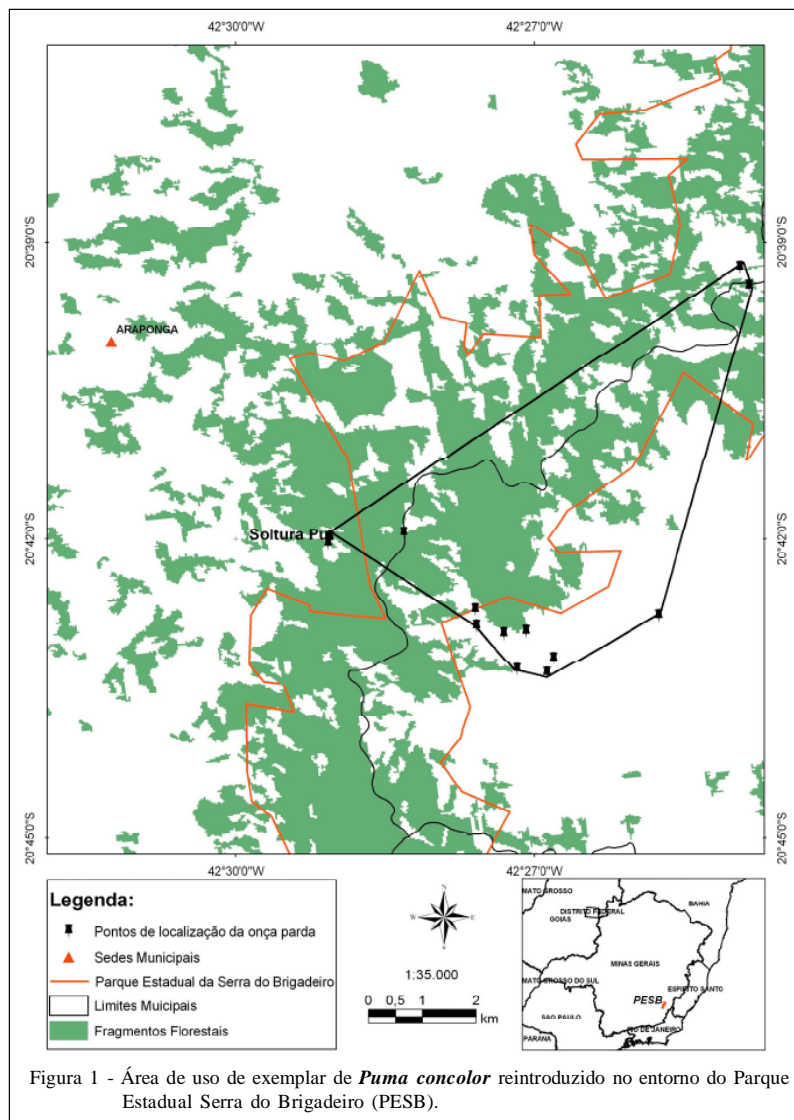 42°30'0"W
42°27'0"W
20°39'0"S
20°39'0"S
ARAPONGA
Soltura Pu
20°42'0"S
20°42'0"S
20°45'0"S
20°45'0"S
42°30'0"W
42°27'0"W
Legenda:
Pontos de localização da onça parda
Sedes Municipais
Parque Estadual da Serra do Brigadeiro
Limites Muicipais
Fragmentos Florestais
N
W
E
S
1:35.000
0 0,5 1 2
km
MATO GROSSO
BAHIA
DISTRITO FEDERAL
GOIAS
MINAS GERAIS
MATO GROSSO DO SUL
ESPIRITO SANTO
PESB
SAO PAULO
RIO DE JANEIRO
PARANA
Figura 1 - Área de uso de exemplar de Puma concolor reintroduzido no entorno do Parque
Estadual Serra do Brigadeiro (PESB).